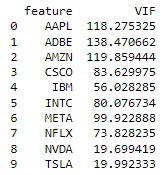 feature VIF
0 AAPL 118.275325
1 ADBE 138.470662
2 AMZN 119.859444
3 CSCO 83.629975
4 IBM 56.028285
5 INTC 80.076734
6 META 99.922888
7 NFLX 73.828235
8 NVDA 19.699419
9 TSLA 19.992333